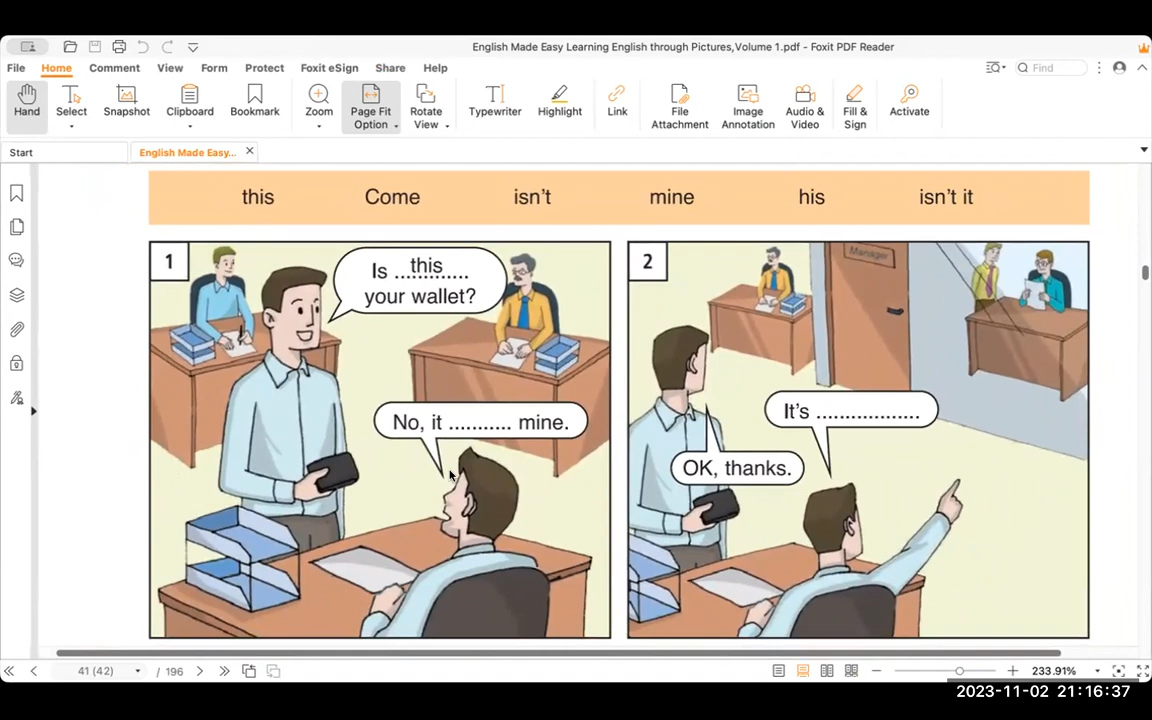 English Made Easy Learning English through Pictures,Volume 1.pdf - Foxit PDF Reader
File Home Comment View Form Protect Foxit eSign Share Help
Find
Hand
Select
Snapshot
Clipboard
Bookmark
Zoom
Page Fit
Option
Rotate
View
Typewriter
Highlight
Link
File
Attachment
Image
Annotation
Audio &
Video
Fill &
Sign
Activate
Start
English Made Easy...
this Come isn't mine his isn't it
1
Is ....this.... 
your wallet?
No, it ........... mine.
2
Manager
It's ..................
OK, thanks.
41 (42) / 196
233.91%
2023-11-02 21:16:37